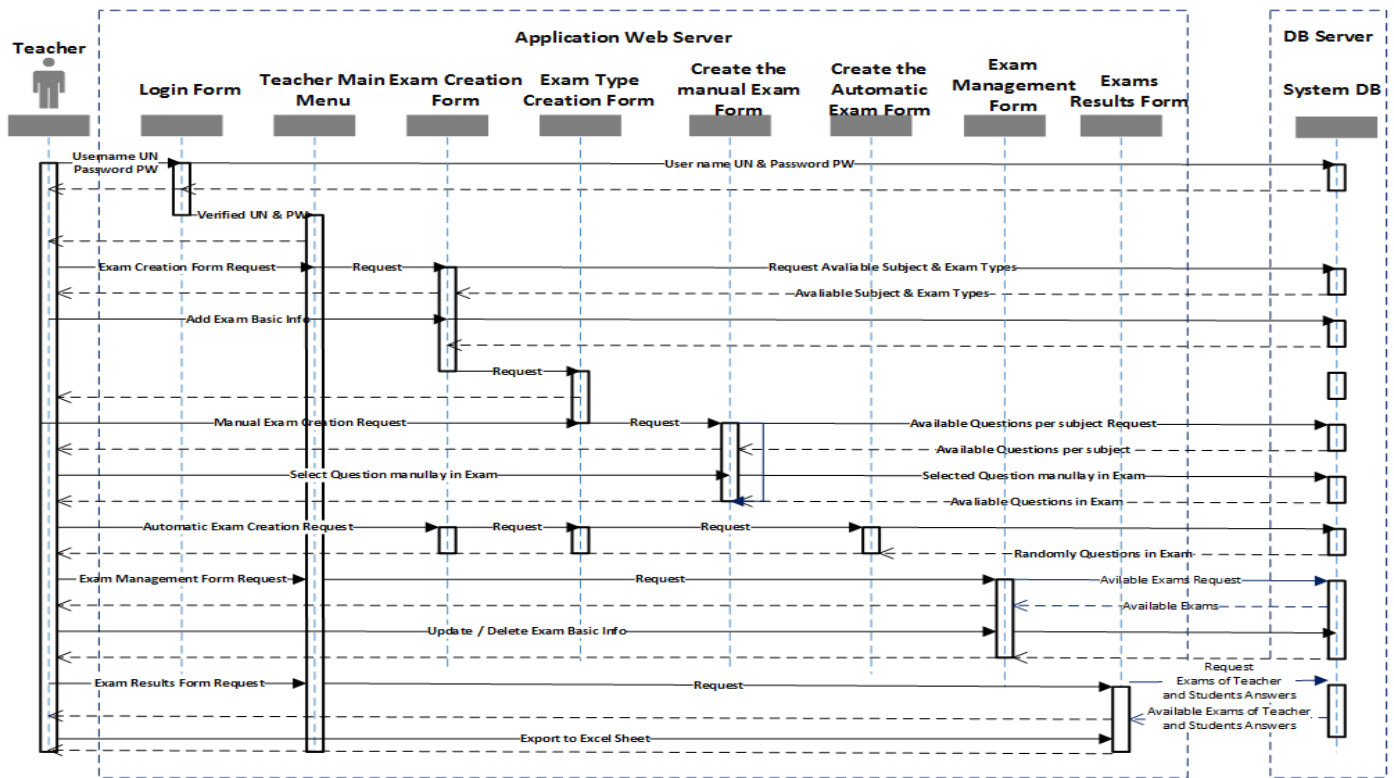 Application Web Server
DB Server
Teacher
Login Form
Teacher Main
Menu
Exam Creation
Form
Exam Type
Creation Form
Create the
manual Exam
Form
Create the
Automatic
Exam Form
Exam
Management
Form
Exams
Results Form
System DB
Username UN
Password PW
User name UN & Password PW
Verified UN & PW
Exam Creation Form Request
Request
Request Avaliable Subject & Exam Types
Avaliable Subject & Exam Types
Add Exam Basic Info
Request
Manual Exam Creation Request
Request
Available Questions per subject Request
Available Questions per subject
Select Question manullay in Exam
Selected Question manullay in Exam
Avaliable Questions in Exam
Automatic Exam Creation Request
Request
Request
Randomly Questions in Exam
Exam Management Form Request
Request
Avilable Exams Request
Available Exams
Update / Delete Exam Basic Info
Exam Results Form Request
Request
Request
Exams of Teacher
and Students Answers
Available Exams of Teacher
and Students Answers
Export to Excel Sheet